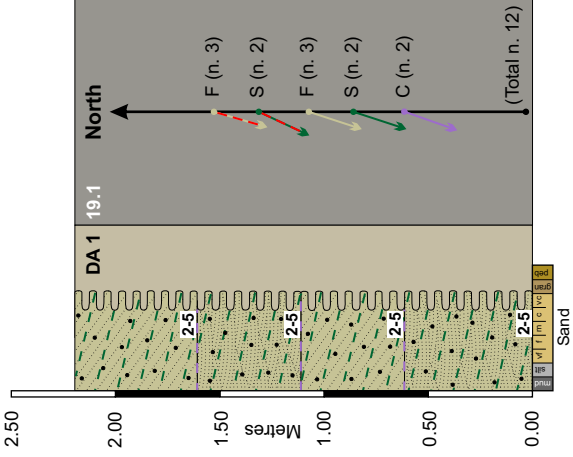 2.50
2.00
1.50
1.00
0.50
0.00
Metres
2-5
2-5
2-5
2-5
mud
silt
vf
f
m
c
vc
gran
peb
Sand
DA 1
19.1
North
F (n. 3)
S (n. 2)
F (n. 3)
S (n. 2)
C (n. 2)
(Total n. 12)